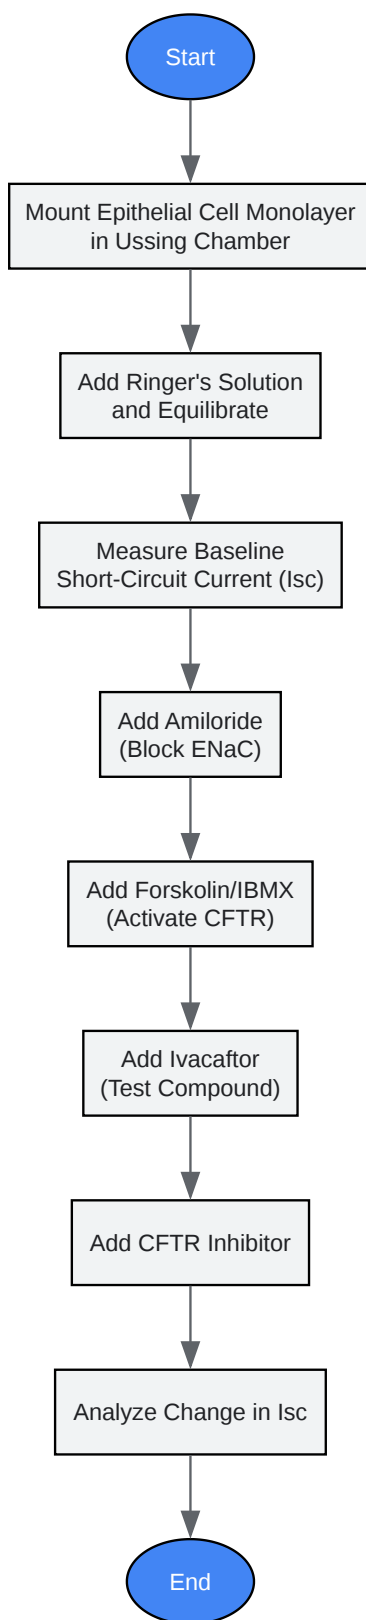 Start
Mount Epithelial Cell Monolayer
in Ussing Chamber
Add Ringer's Solution
and Equilibrate
Measure Baseline
Short-Circuit Current (Isc)
Add Amiloride
(Block ENaC)
Add Forskolin/IBMX
(Activate CFTR)
Add Ivacaftor
(Test Compound)
Add CFTR Inhibitor
Analyze Change in Isc
End